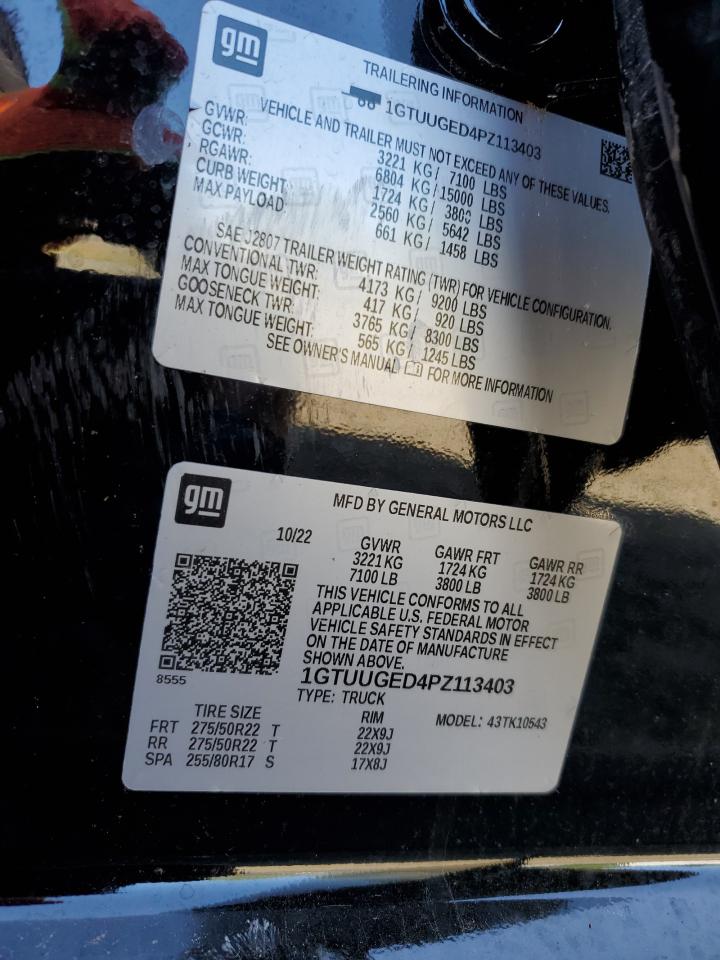 gm
TRAILERING INFORMATION
1GTUUGED4PZ113403
VEHICLE AND TRAILER MUST NOT EXCEED ANY OF THESE VALUES.
GVWR: 3221 KG/ 7100 LBS
GCWR: 6804 KG/ 15000 LBS
RGAWR: 1724 KG/ 3800 LBS
CURB WEIGHT: 2560 KG/ 5642 LBS
MAX PAYLOAD 661 KG/ 1458 LBS
SAE J2807 TRAILER WEIGHT RATING (TWR) FOR VEHICLE CONFIGURATION.
CONVENTIONAL TWR: 4173 KG/ 9200 LBS
MAX TONGUE WEIGHT: 417 KG/ 920 LBS
GOOSENECK TWR: 3765 KG/ 8300 LBS
MAX TONGUE WEIGHT: 565 KG/ 1245 LBS
SEE OWNER'S MANUAL FOR MORE INFORMATION
gm
MFD BY GENERAL MOTORS LLC
10/22 GVWR GAWR FRT GAWR RR
3221 KG 1724 KG 1724 KG
7100 LB 3800 LB 3800 LB
THIS VEHICLE CONFORMS TO ALL
APPLICABLE U.S. FEDERAL MOTOR
VEHICLE SAFETY STANDARDS IN EFFECT
ON THE DATE OF MANUFACTURE
SHOWN ABOVE.
8555
1GTUUGED4PZ113403
TYPE: TRUCK
TIRE SIZE RIM MODEL: 43TK10543
FRT 275/50R22 T 22X9J
RR 275/50R22 T 22X9J
SPA 255/80R17 S 17X8J